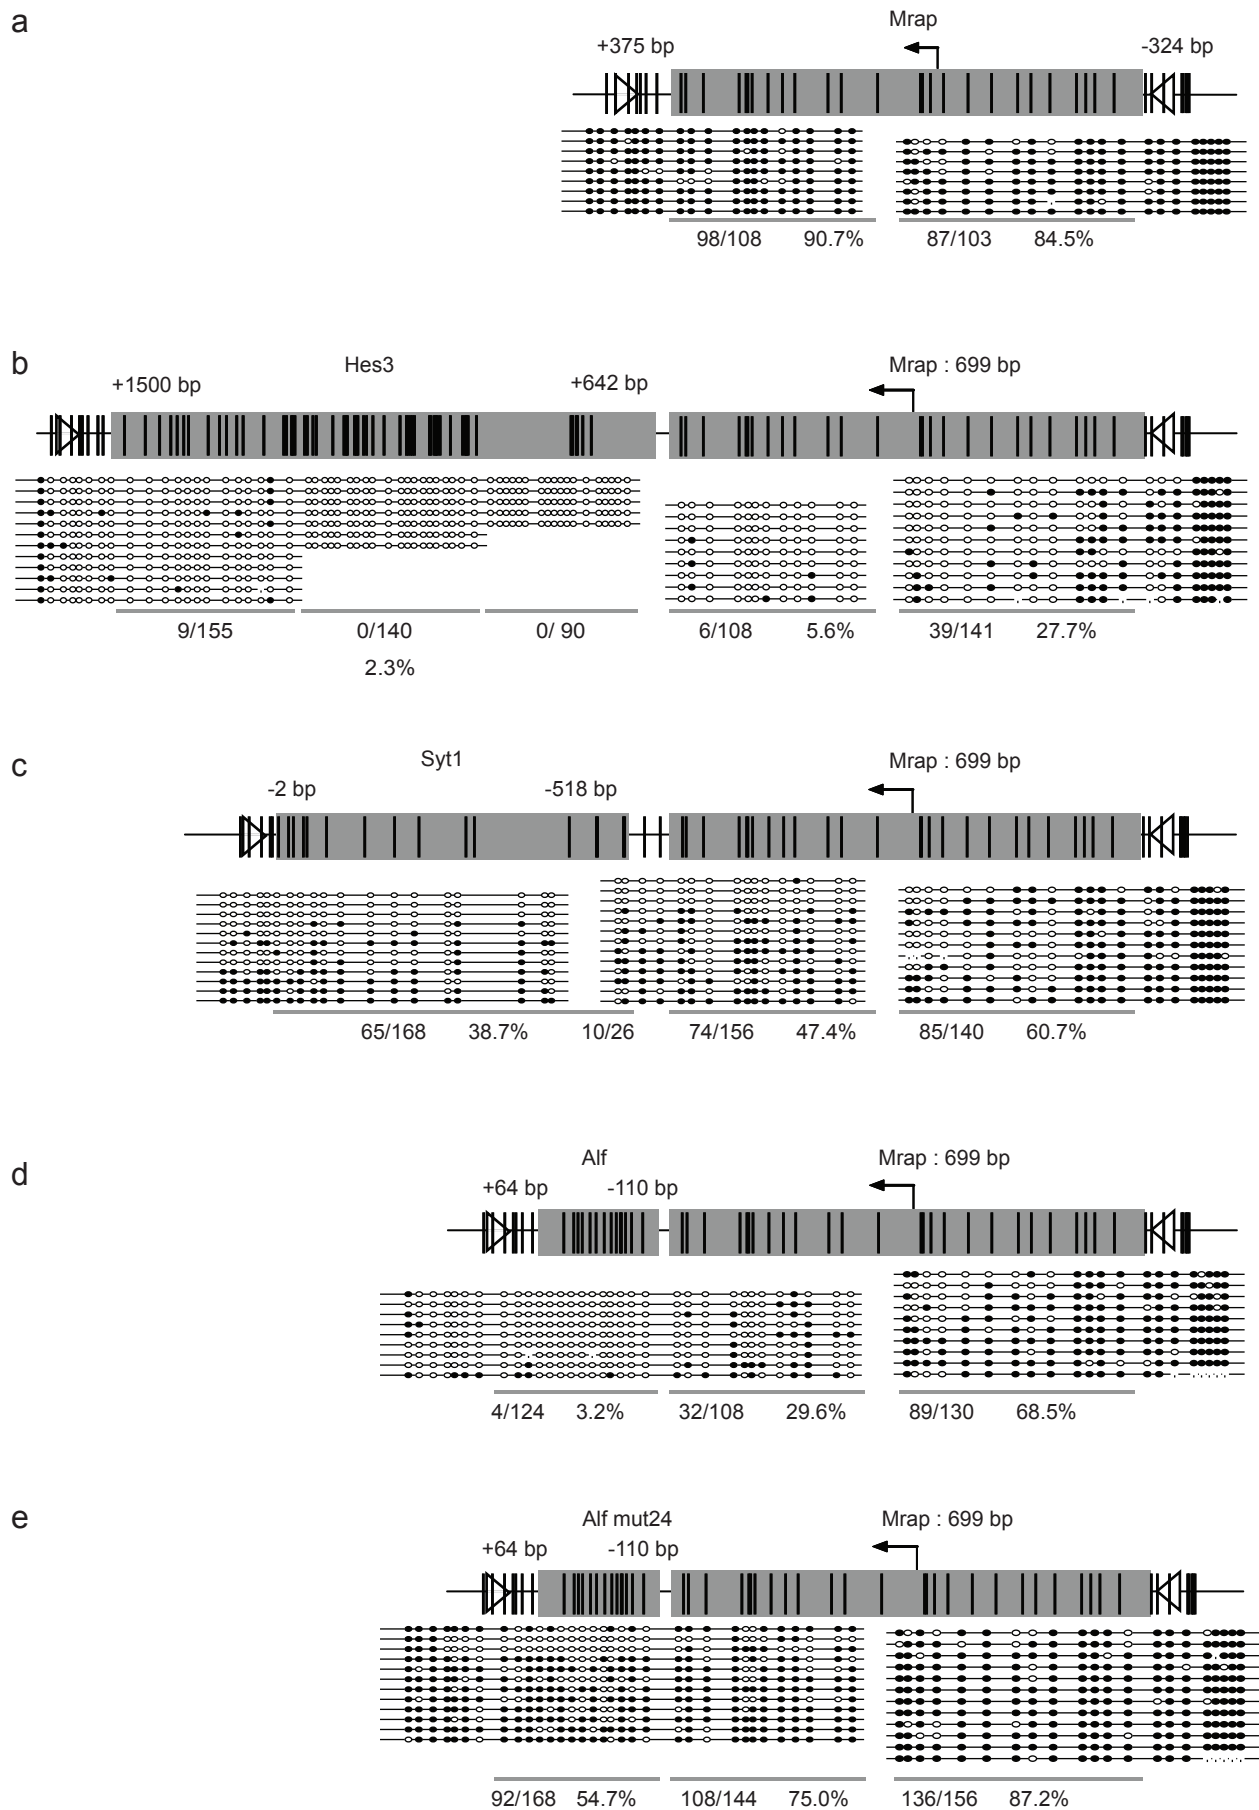 a
Mrap
+375 bp
-324 bp
98/108 90.7% 87/103 84.5%
b
Hes3
Mrap : 699 bp
+1500 bp
+642 bp
9/155 0/140 0/ 90 6/108 5.6% 39/141 27.7%
2.3%
c
Syt1
Mrap : 699 bp
-2 bp
-518 bp
65/168 38.7% 10/26 74/156 47.4% 85/140 60.7%
d
Alf
Mrap : 699 bp
+64 bp
-110 bp
4/124 3.2% 32/108 29.6% 89/130 68.5%
e
Alf mut24
Mrap : 699 bp
+64 bp
-110 bp
92/168 54.7% 108/144 75.0% 136/156 87.2%